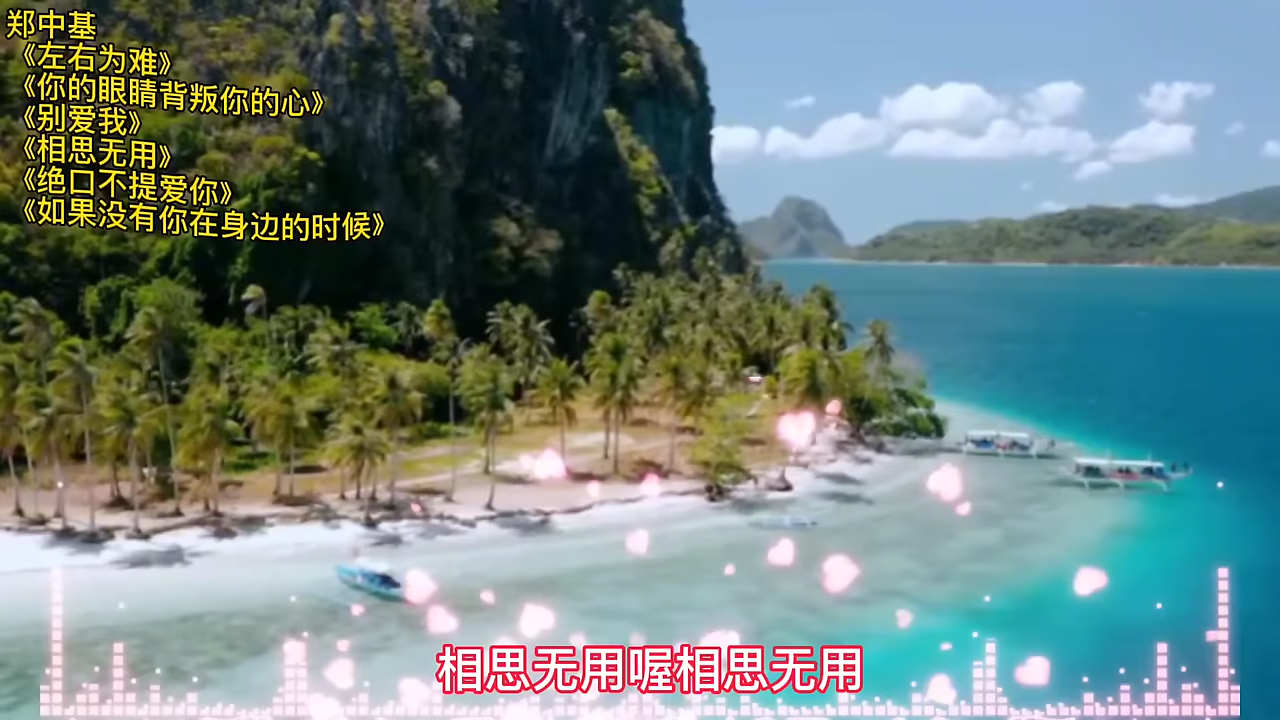 郑中基
《左右为难》
《你的眼睛背叛你的心》
《别爱我》
《相思无用》
《绝口不提爱你》
《如果没有你在身边的时候》
相思无用喔相思无用